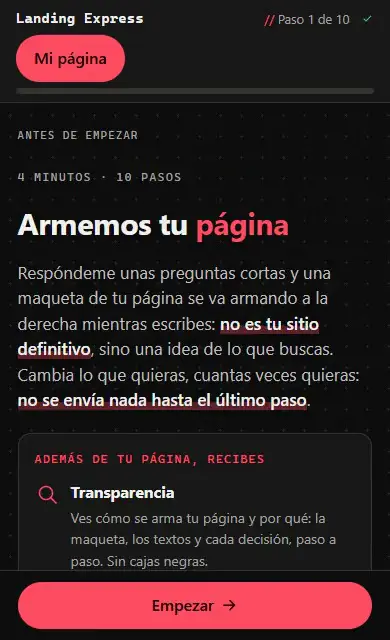 Landing Express
// Paso 1 de 10 ✓
Mi página
ANTES DE EMPEZAR
4 MINUTOS · 10 PASOS
Armemos tu página
Respóndeme unas preguntas cortas y una
maqueta de tu página se va armando a la
derecha mientras escribes: no es tu sitio
definitivo, sino una idea de lo que buscas.
Cambia lo que quieras, cuantas veces quieras:
no se envía nada hasta el último paso.
ADEMÁS DE TU PÁGINA, RECIBES
Transparencia
Ves cómo se arma tu página y por qué: la
maqueta, los textos y cada decisión, paso a
paso. Sin cajas negras.
Empezar →